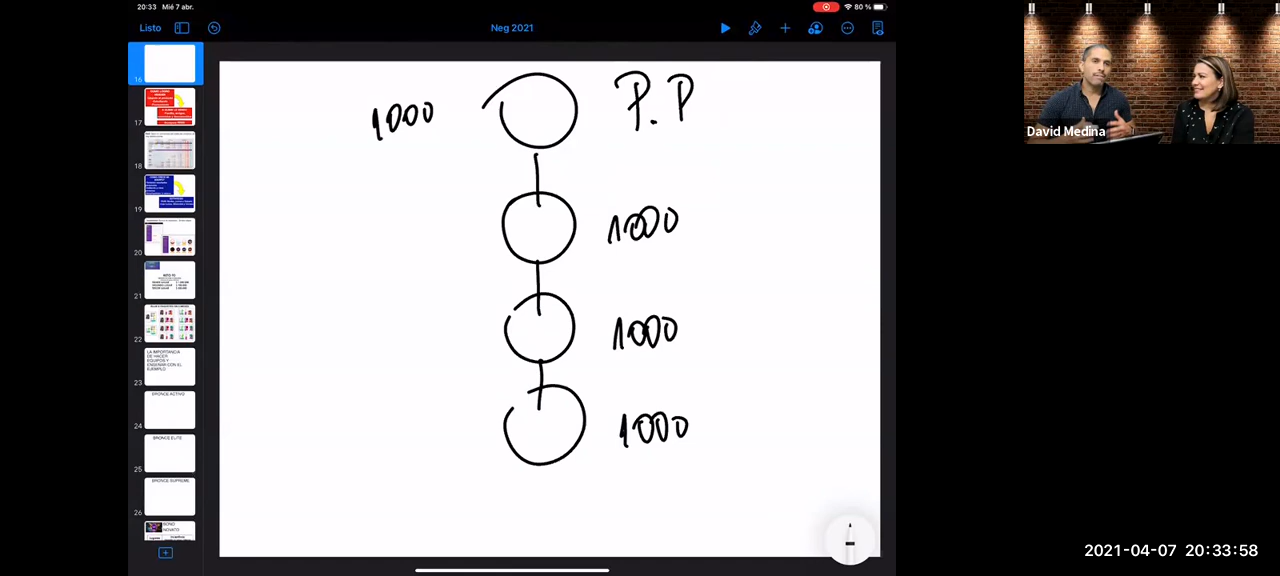 20:33 Mié 7 abr.
80 %
Listo
Neg 2021
1000
P.P
1000
1000
1000
16
17
18
19
20
21
22
23
LA IMPORTANCIA
DE HACER
EQUIPOS Y
ENSEÑAR CON EL
EJEMPLO
24
BRONCE ACTIVO
25
BRONCE ELITE
26
BRONCE SUPREME
BONO
NOVATO
David Medina
2021-04-07 20:33:58